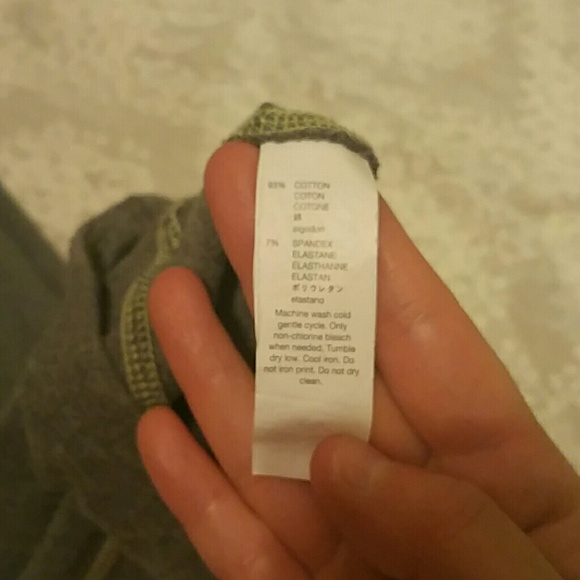 93% COTTON
COTON
COTONE
綿
algodon
7% SPANDEX
ELASTANE
ELASTHANNE
ELASTAN
ポリウレタン
elastano
Machine wash cold
gentle cycle. Only
non-chlorine bleach
when needed. Tumble
dry low. Cool iron. Do
not iron print. Do not dry
clean.